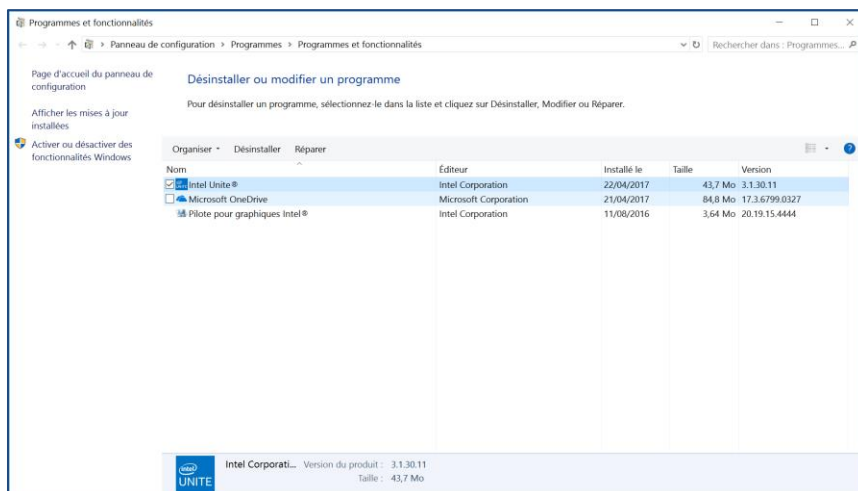 Programmes et fonctionnalités
Panneau de configuration > Programmes > Programmes et fonctionnalités
Rechercher dans : Programmes...
Page d'accueil du panneau de
configuration
Afficher les mises à jour
installées
Activer ou désactiver des
fonctionnalités Windows
Désinstaller ou modifier un programme
Pour désinstaller un programme, sélectionnez-le dans la liste et cliquez sur Désinstaller, Modifier ou Réparer.
Organiser Désinstaller Réparer
Nom Éditeur Installé le Taille Version
Intel Unite® Intel Corporation 22/04/2017 43,7 Mo 3.1.30.11
Microsoft OneDrive Microsoft Corporation 21/04/2017 84,8 Mo 17.3.6799.0327
Pilote pour graphiques Intel® Intel Corporation 11/08/2016 3,64 Mo 20.19.15.4444
intel
UNITE
Intel Corporati... Version du produit : 3.1.30.11
Taille : 43,7 Mo